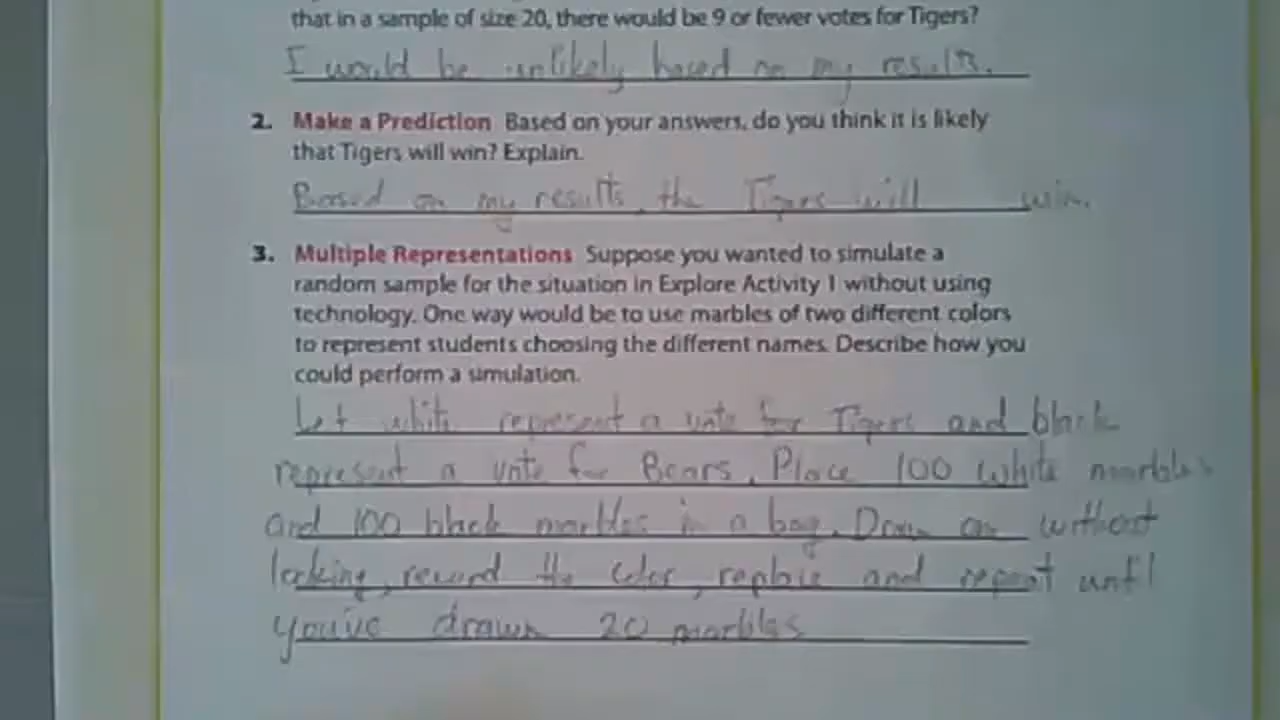 that in a sample of size 20, there would be 9 or fewer votes for Tigers?
I would be unlikely based on my results.
2. Make a Prediction Based on your answers, do you think it is likely
that Tigers will win? Explain.
Based on my results, the Tigers will win.
3. Multiple Representations Suppose you wanted to simulate a
random sample for the situation in Explore Activity 1 without using
technology. One way would be to use marbles of two different colors
to represent students choosing the different names. Describe how you
could perform a simulation.
Let white represent a vote for Tigers and black
represent a vote for Bears. Place 100 white marbles
and 100 black marbles in a bag. Draw on without
looking, record the color, replace and repeat until
you've drawn 20 marbles